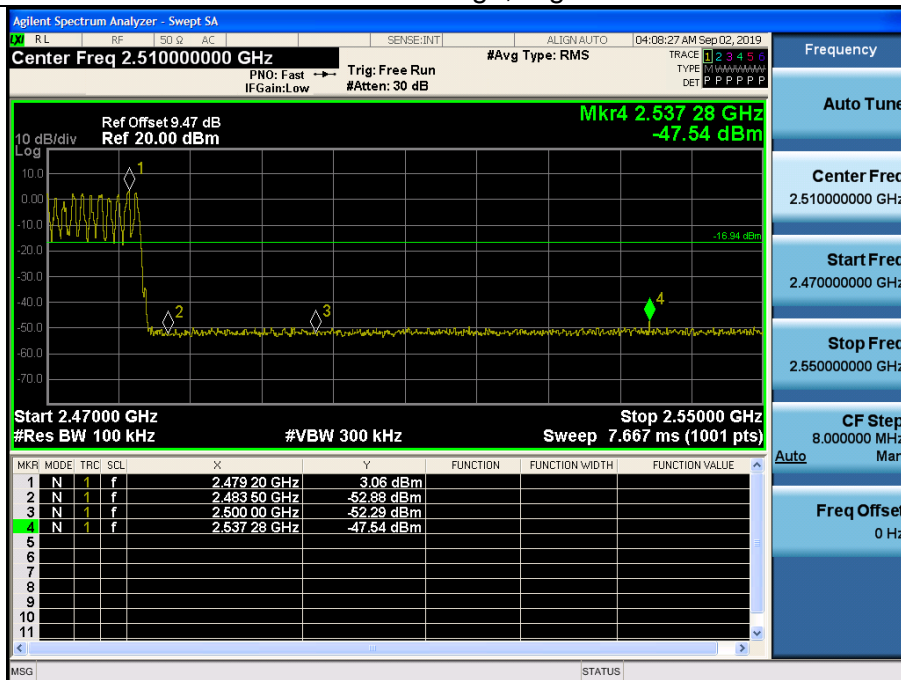 Agilent Spectrum Analyzer - Swept SA
LXI RL RF 50 Ω AC SENSE:INT ALIGN AUTO 04:08:27 AM Sep 02, 2019
Center Freq 2.510000000 GHz #Avg Type: RMS TRACE 1 2 3 4 5 6
PNO: Fast Trig: Free Run TYPE M W W W W W
IFGain:Low #Atten: 30 dB DET P P P P P P
Mkr4 2.537 28 GHz
-47.54 dBm
Ref Offset 9.47 dB
10 dB/div Ref 20.00 dBm
Log
10.0
0.00
-10.0
-20.0
-30.0
-40.0
-50.0
-60.0
-70.0
1
2
3
4
-16.94 dBm
Start 2.47000 GHz Stop 2.55000 GHz
#Res BW 100 kHz #VBW 300 kHz Sweep 7.667 ms (1001 pts)
MKR MODE TRC SCL X Y FUNCTION FUNCTION WIDTH FUNCTION VALUE
1 N 1 f 2.479 20 GHz 3.06 dBm
2 N 1 f 2.483 50 GHz -52.88 dBm
3 N 1 f 2.500 00 GHz -52.29 dBm
4 N 1 f 2.537 28 GHz -47.54 dBm
5
6
7
8
9
10
11
MSG STATUS
Frequency
Auto Tune
Center Freq
2.510000000 GHz
Start Freq
2.470000000 GHz
Stop Freq
2.550000000 GHz
CF Step
8.000000 MHz
Auto Man
Freq Offset
0 Hz